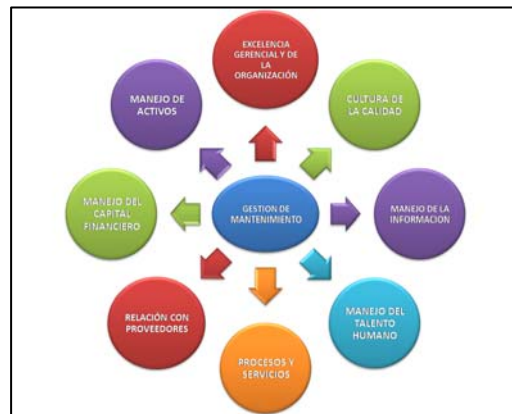 EXCELENCIA
GERENCIAL Y DE
LA
ORGANIZACIÓN
CULTURA DE
LA CALIDAD
MANEJO DE
LA
INFORMACION
MANEJO DEL
TALENTO
HUMANO
PROCESOS Y
SERVICIOS
RELACIÓN CON
PROVEEDORES
MANEJO DEL
CAPITAL
FINANCIERO
MANEJO DE
ACTIVOS
GESTION DE
MANTENIMIENTO